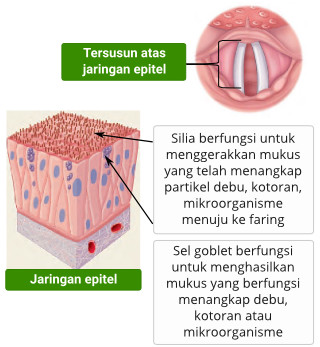 Tersusun atas
jaringan epitel
Silia berfungsi untuk
menggerakkan mukus
yang telah menangkap
partikel debu, kotoran,
mikroorganisme
menuju ke faring
Sel goblet berfungsi
untuk menghasilkan
mukus yang berfungsi
menangkap debu,
kotoran atau
mikroorganisme
Jaringan epitel